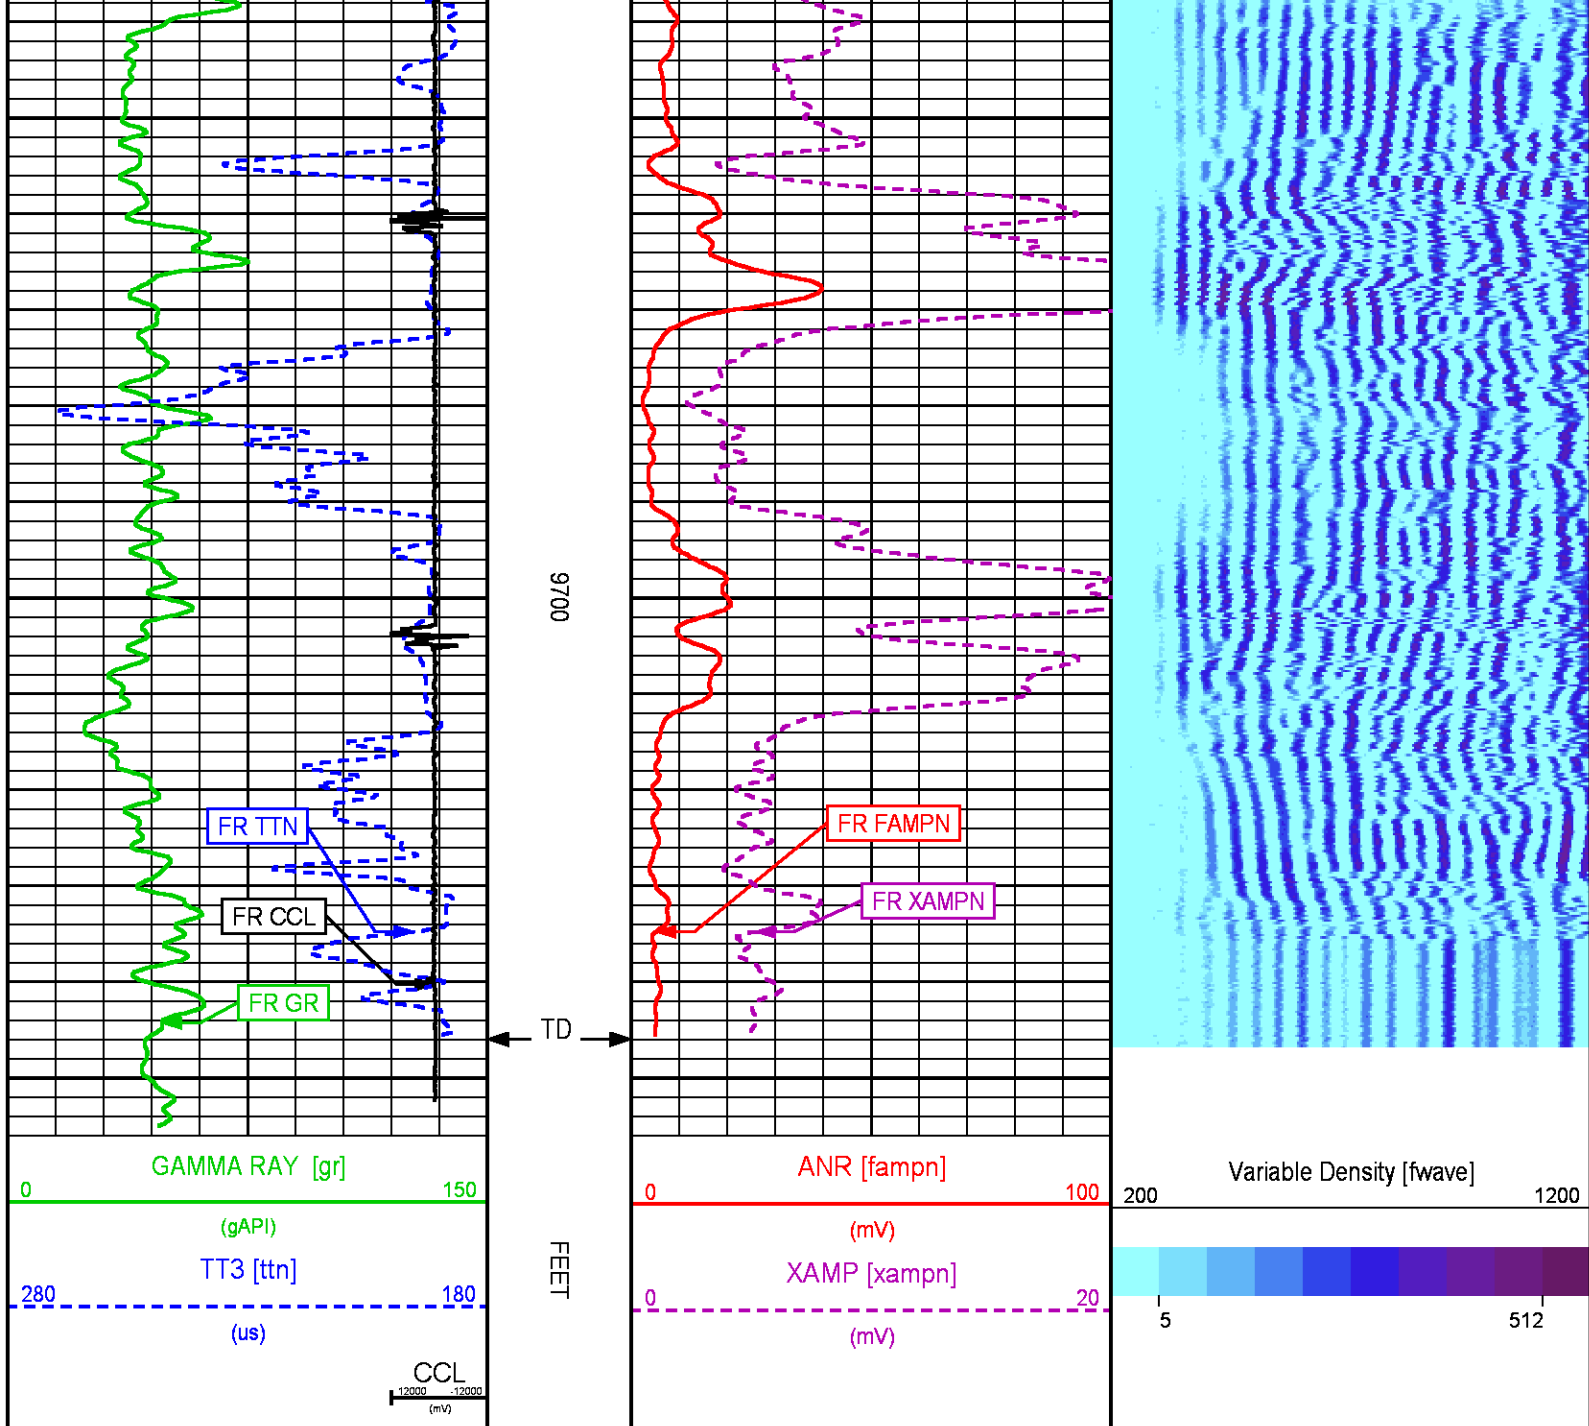 9700
FR TTN
FR FAMPN
FR CCL
FR XAMPN
FR GR
TD
GAMMA RAY [gr]
0 150
(gAPI)
TT3 [ttn]
280 180
(us)
CCL
12000 -12000
(mV)
FEET
ANR [fampn]
0 100
(mV)
XAMP [xampn]
0 20
(mV)
Variable Density [fwave]
200 1200
5 512